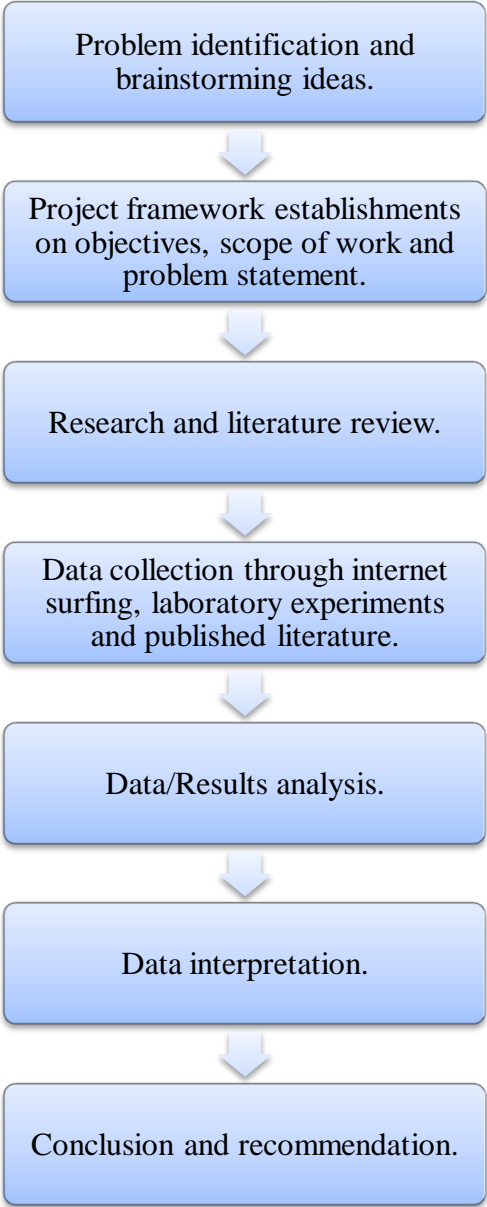 Problem identification and
brainstorming ideas.
Project framework establishments
on objectives, scope of work and
problem statement.
Research and literature review.
Data collection through internet
surfing, laboratory experiments
and published literature.
Data/Results analysis.
Data interpretation.
Conclusion and recommendation.